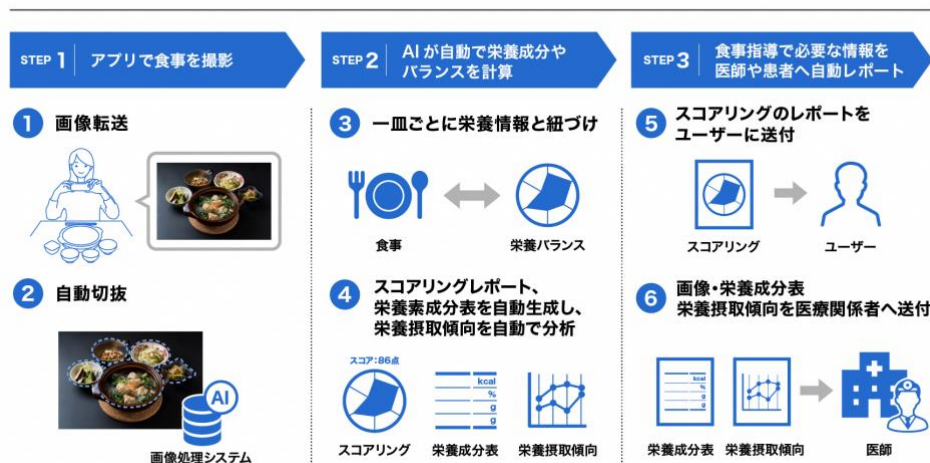 STEP 1 アプリで食事を撮影
STEP 2 AIが自動で栄養成分や
バランスを計算
STEP 3 食事指導で必要な情報を
医師や患者へ自動レポート
1 画像転送
2 自動切抜
AI
画像処理システム
3 一皿ごとに栄養情報と紐づけ
食事
栄養バランス
4 スコアリングレポート、
栄養素成分表を自動生成し、
栄養摂取傾向を自動で分析
スコア:86点
kcal
%
g
g
スコアリング
栄養成分表
栄養摂取傾向
5 スコアリングのレポートを
ユーザーに送付
スコアリング
ユーザー
6 画像・栄養成分表
栄養摂取傾向を医療関係者へ送付
kcal
%
g
g
栄養成分表
栄養摂取傾向
医師